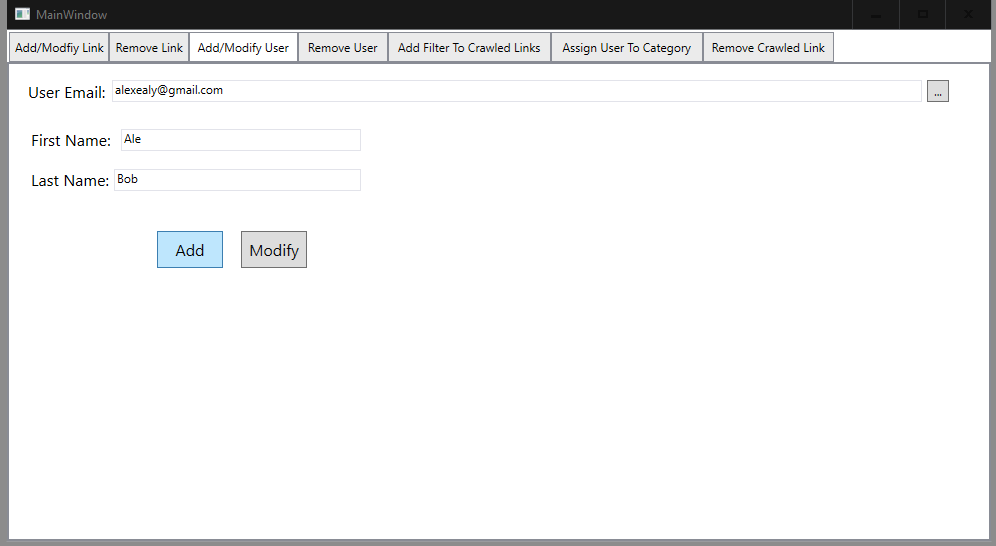 MainWindow
Add/Modfiy Link Remove Link Add/Modify User Remove User Add Filter To Crawled Links Assign User To Category Remove Crawled Link
User Email: alexealy@gmail.com ...
First Name: Ale
Last Name: Bob
Add Modify